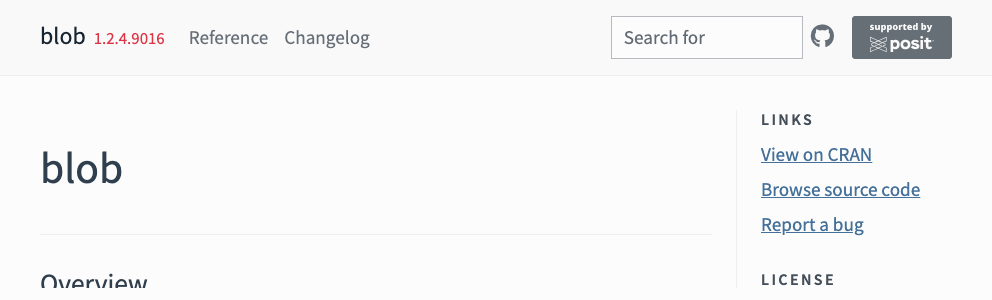 blob 1.2.4.9016 Reference Changelog Search for supported by posit
blob
Overview
LINKS
View on CRAN
Browse source code
Report a bug
LICENSE